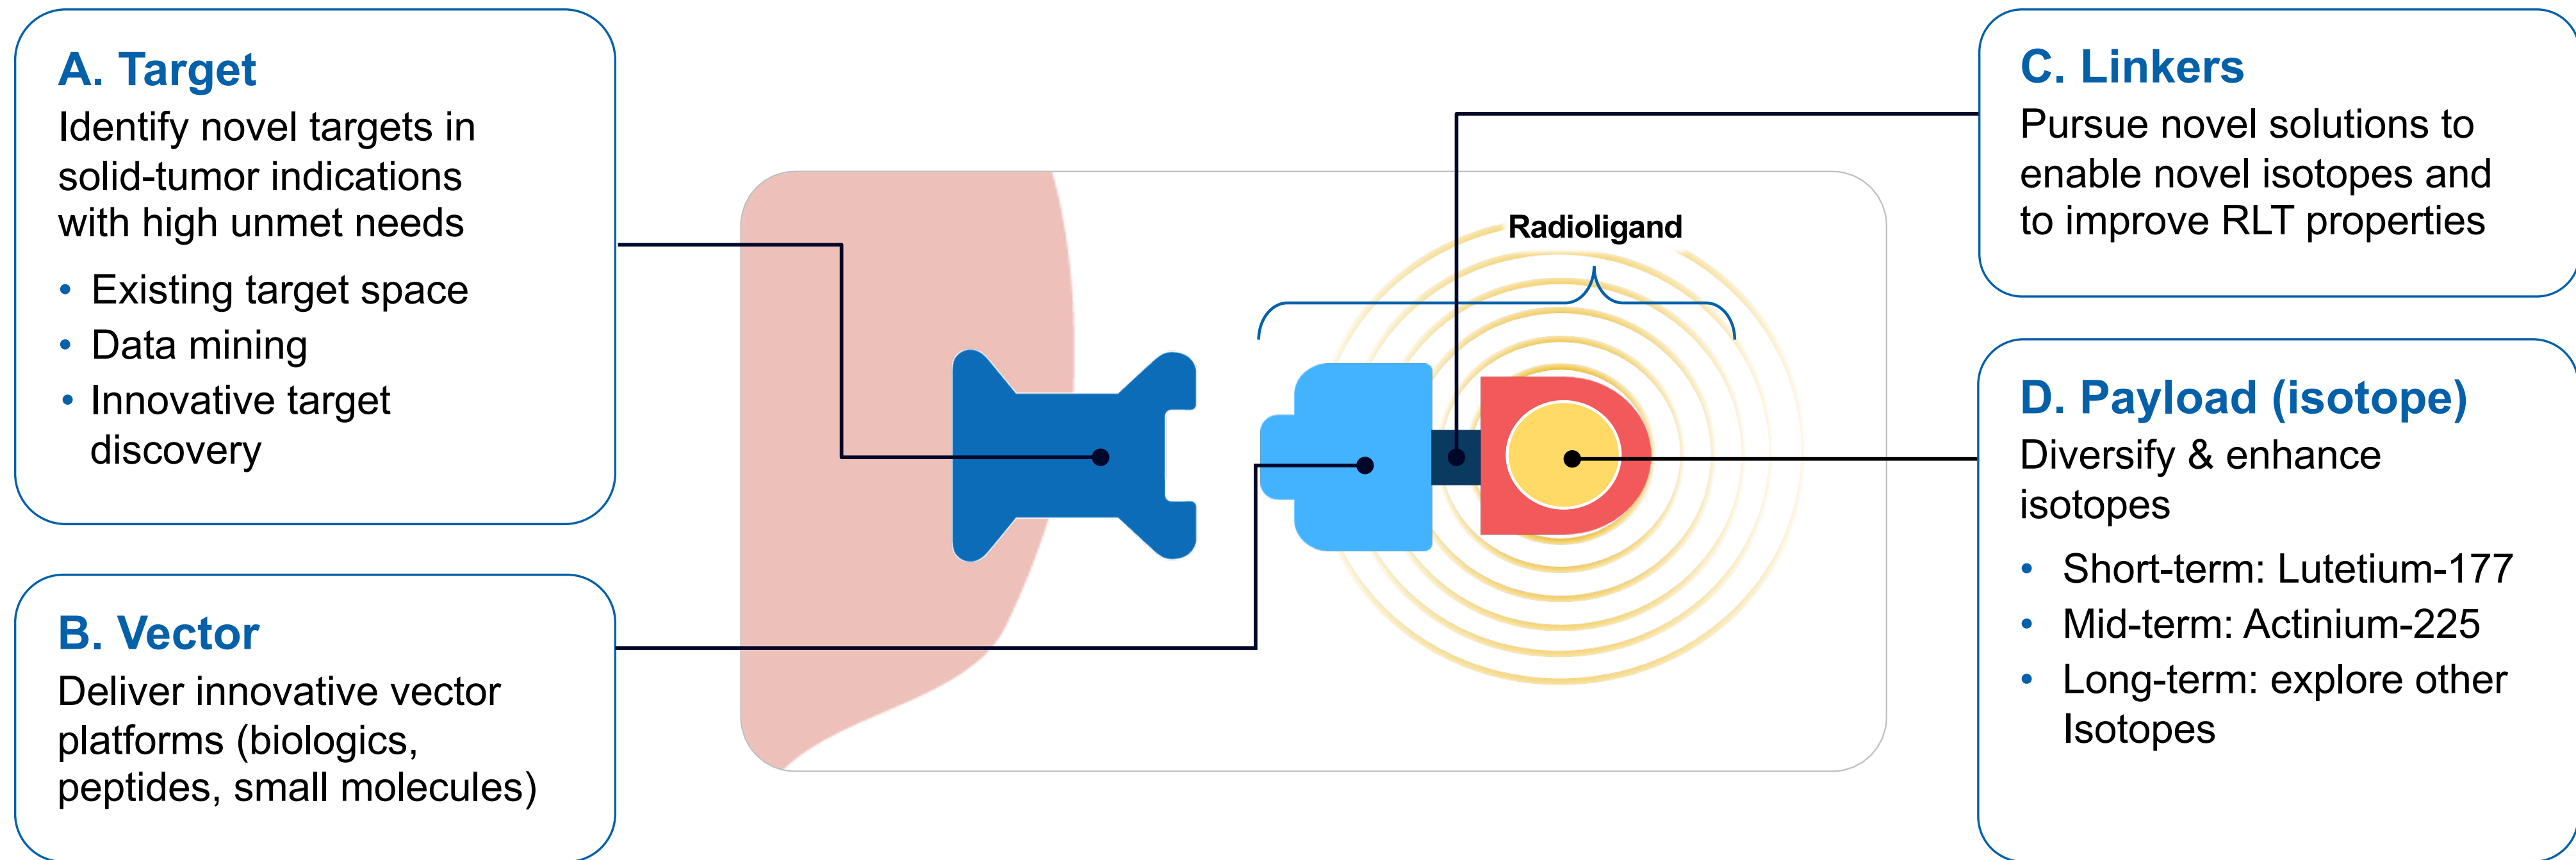 A. Target
Identify novel targets in
solid-tumor indications
with high unmet needs
• Existing target space
• Data mining
• Innovative target
discovery
B. Vector
Deliver innovative vector
platforms (biologics,
peptides, small molecules)
Radioligand
C. Linkers
Pursue novel solutions to
enable novel isotopes and
to improve RLT properties
D. Payload (isotope)
Diversify & enhance
isotopes
• Short-term: Lutetium-177
• Mid-term: Actinium-225
• Long-term: explore other
Isotopes